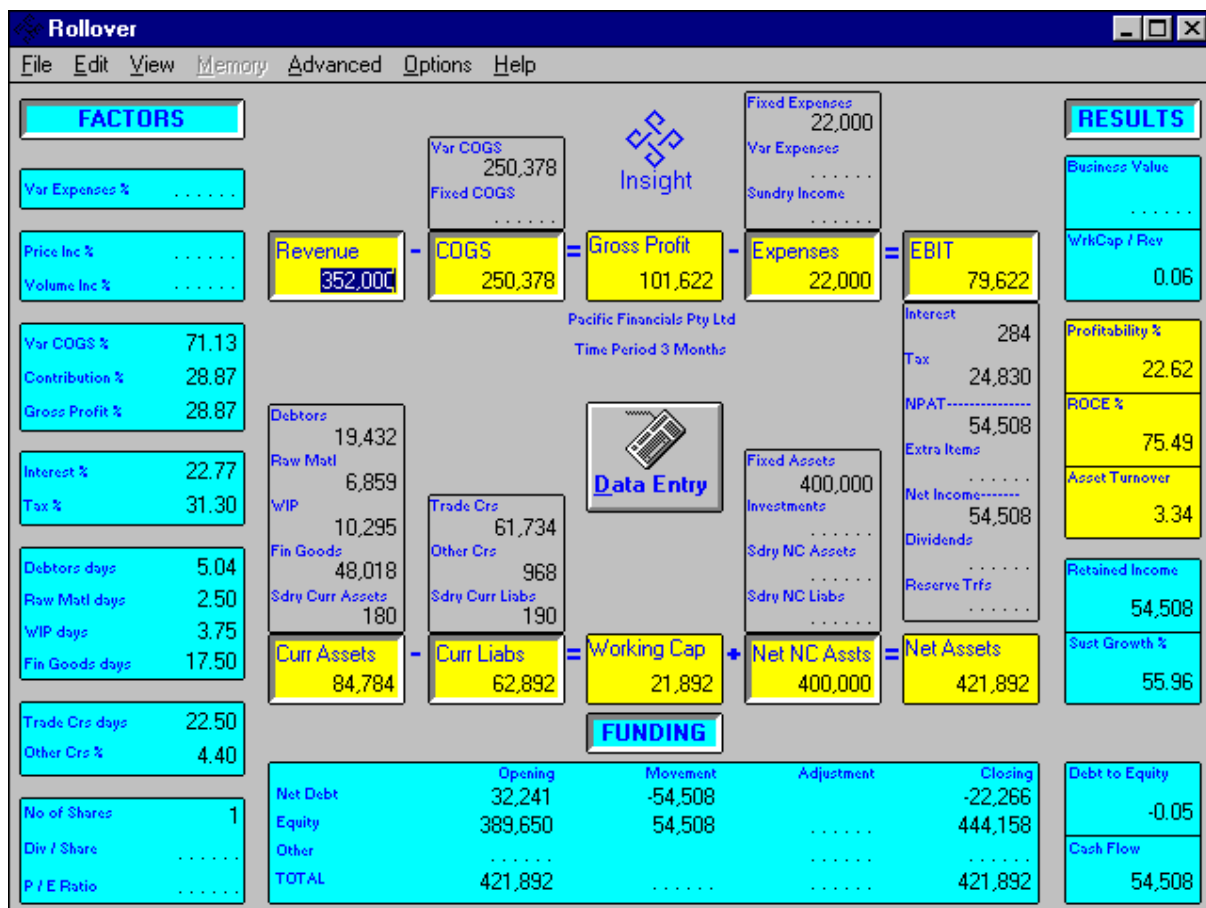 Rollover
File Edit View Memory Advanced Options Help
FACTORS
Var Expenses % . . . . . .
Price Inc % . . . . . .
Volume Inc % . . . . . .
Var COGS % 71.13
Contribution % 28.87
Gross Profit % 28.87
Interest % 22.77
Tax % 31.30
Debtors days 5.04
Raw Matl days 2.50
WIP days 3.75
Fin Goods days 17.50
Trade Crs days 22.50
Other Crs % 4.40
No of Shares 1
Div / Share . . . . . .
P / E Ratio . . . . . .
Var COGS
250,378
Fixed COGS
. . . . . .
Insight
Fixed Expenses
22,000
Var Expenses
. . . . . .
Sundry Income
. . . . . .
Revenue - COGS = Gross Profit - Expenses = EBIT
352,000 250,378 101,622 22,000 79,622
Pacific Financials Pty Ltd
Time Period 3 Months
Interest
284
Tax
24,830
NPAT---------------
54,508
Extra Items
. . . . . .
Net Income-------
54,508
Dividends
. . . . . .
Reserve Trfs
. . . . . .
Debtors
19,432
Raw Matl
6,859
WIP
10,295
Fin Goods
48,018
Sdry Curr Assets
180
Trade Crs
61,734
Other Crs
968
Sdry Curr Liabs
190
Data Entry
Fixed Assets
400,000
Investments
. . . . . .
Sdry NC Assets
. . . . . .
Sdry NC Liabs
. . . . . .
Curr Assets - Curr Liabs = Working Cap + Net NC Assts = Net Assets
84,784 62,892 21,892 400,000 421,892
FUNDING
Opening Movement Adjustment Closing
Net Debt 32,241 -54,508 -22,266
Equity 389,650 54,508 . . . . . . 444,158
Other . . . . . . . . . . . . . . . . . .
TOTAL 421,892 . . . . . . . . . . . . 421,892
RESULTS
Business Value
. . . . . .
WrkCap / Rev
0.06
Profitability %
22.62
ROCE %
75.49
Asset Turnover
3.34
Retained Income
54,508
Sust Growth %
55.96
Debt to Equity
-0.05
Cash Flow
54,508